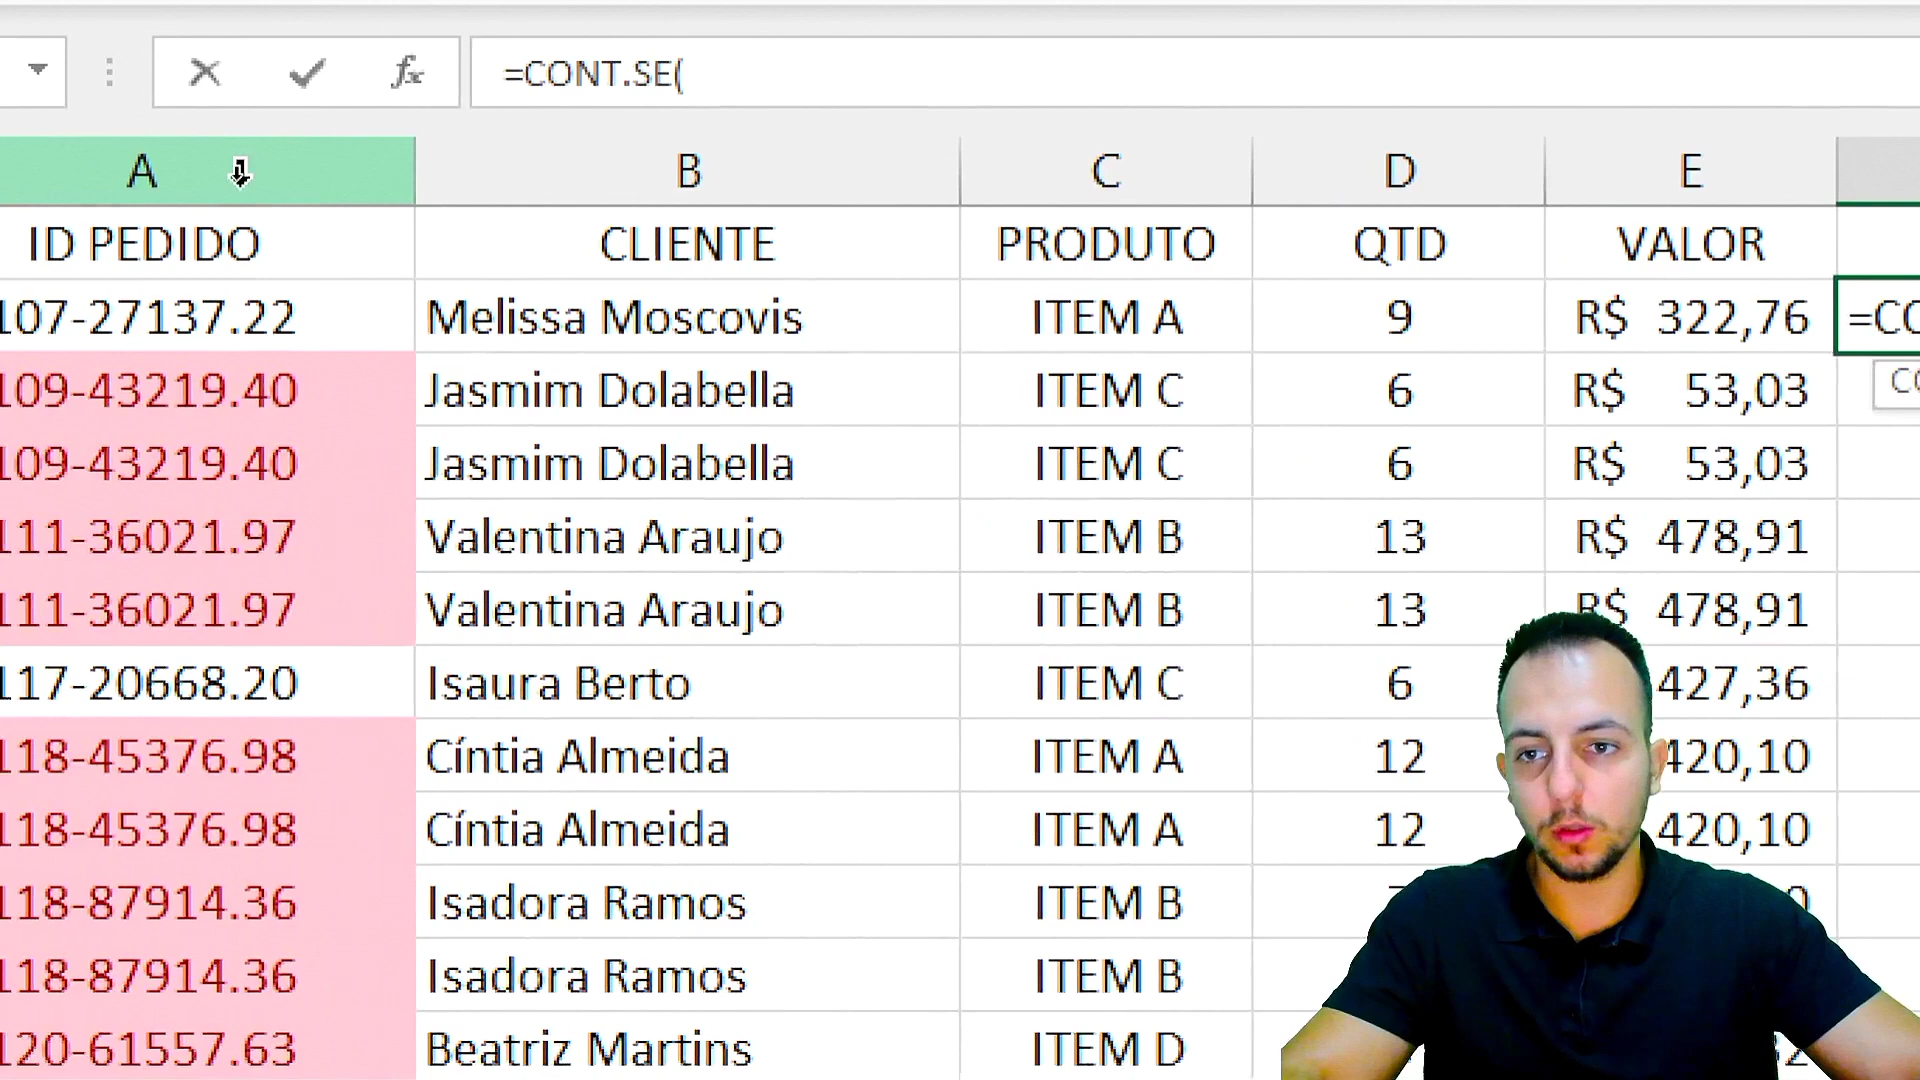 =CONT.SE(
A B C D E
ID PEDIDO CLIENTE PRODUTO QTD VALOR
107-27137.22 Melissa Moscovis ITEM A 9 R$ 322,76 =CO
109-43219.40 Jasmim Dolabella ITEM C 6 R$ 53,03
109-43219.40 Jasmim Dolabella ITEM C 6 R$ 53,03
111-36021.97 Valentina Araujo ITEM B 13 R$ 478,91
111-36021.97 Valentina Araujo ITEM B 13 R$ 478,91
117-20668.20 Isaura Berto ITEM C 6 427,36
118-45376.98 Cíntia Almeida ITEM A 12 420,10
118-45376.98 Cíntia Almeida ITEM A 12 420,10
118-87914.36 Isadora Ramos ITEM B
118-87914.36 Isadora Ramos ITEM B
120-61557.63 Beatriz Martins ITEM D